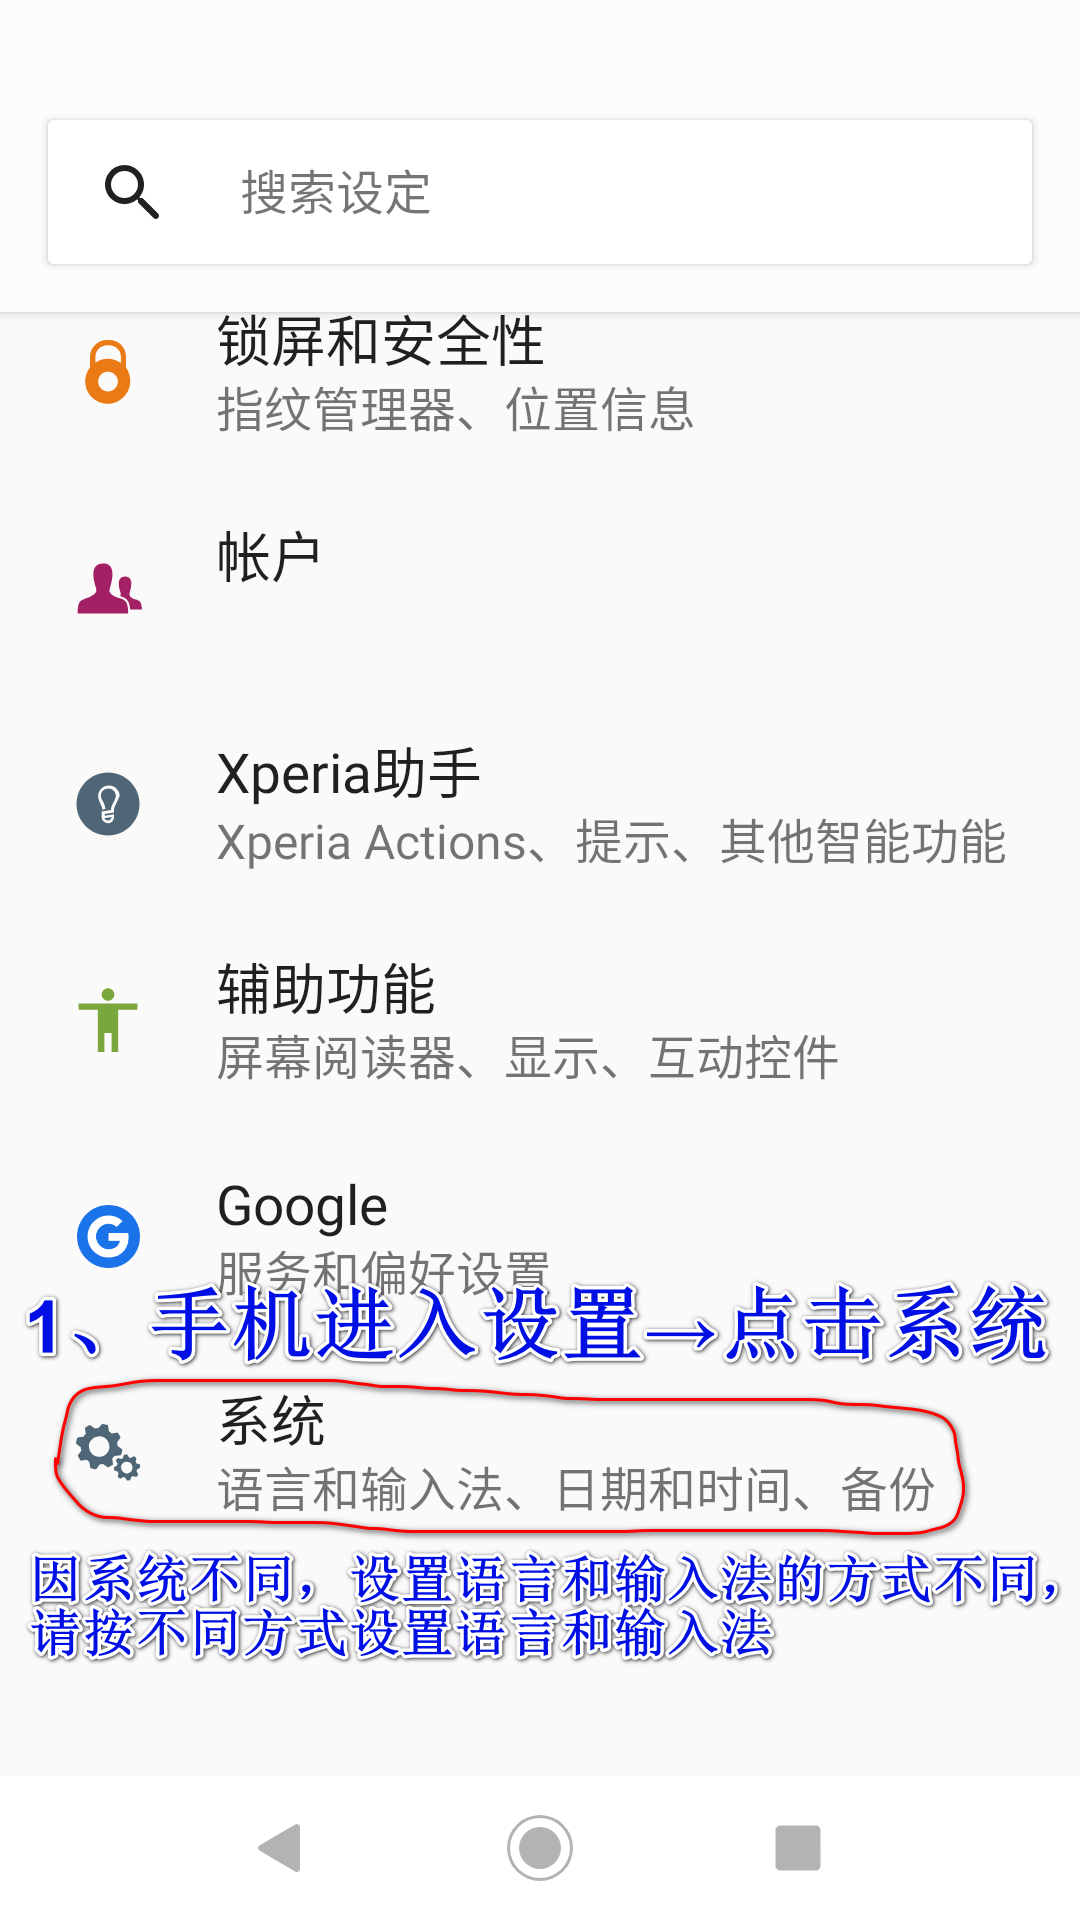 搜索设定
锁屏和安全性
指纹管理器、位置信息
帐户
Xperia助手
Xperia Actions、提示、其他智能功能
辅助功能
屏幕阅读器、显示、互动控件
Google
服务和偏好设置
1、手机进入设置→点击系统
系统
语言和输入法、日期和时间、备份
因系统不同，设置语言和输入法的方式不同，
请按不同方式设置语言和输入法